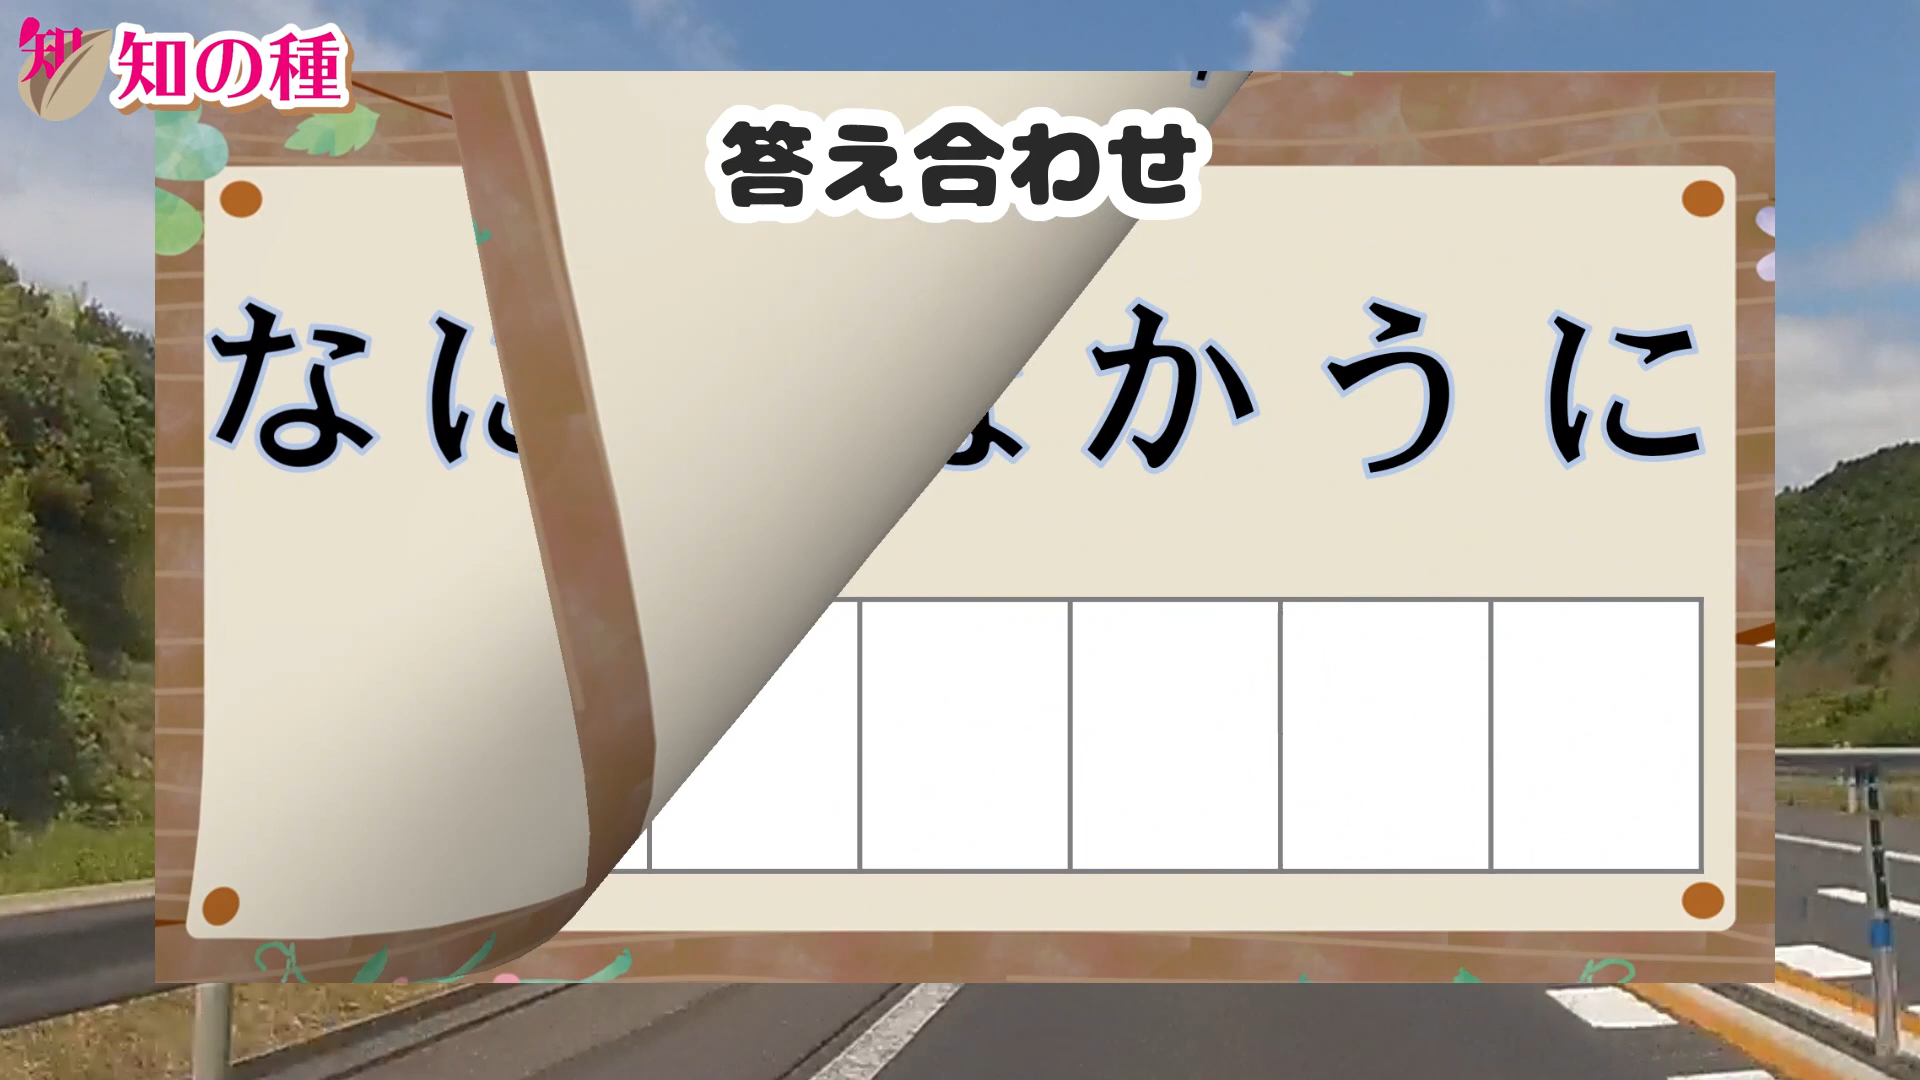 知の種
答え合わせ
なに かうに